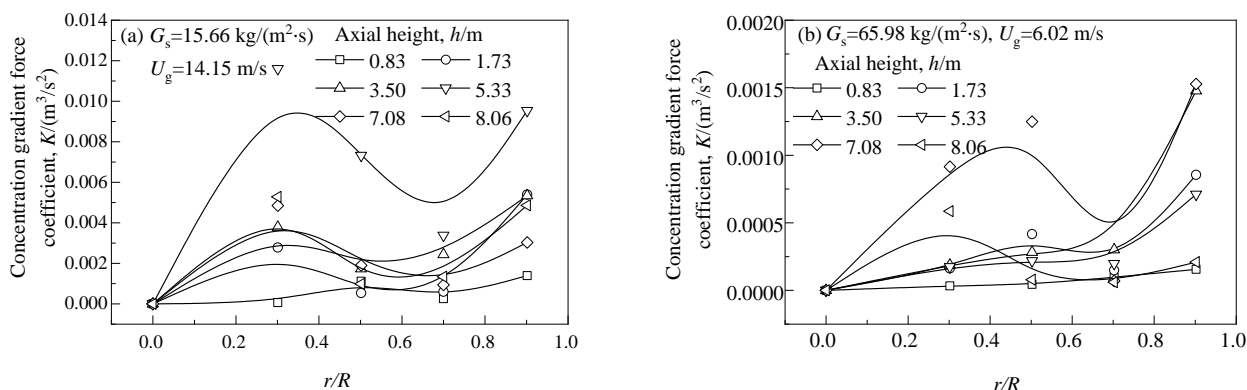 (a) Gs=15.66 kg/(m²·s)
Ug=14.15 m/s
Axial height, h/m
0.83 1.73
3.50 5.33
7.08 8.06
Concentration gradient force
coefficient, K/(m³/s²)
0.014
0.012
0.010
0.008
0.006
0.004
0.002
0.000
0.0 0.2 0.4 0.6 0.8 1.0
r/R
(b) Gs=65.98 kg/(m²·s), Ug=6.02 m/s
Axial height, h/m
0.83 1.73
3.50 5.33
7.08 8.06
Concentration gradient force
coefficient, K/(m³/s²)
0.0020
0.0015
0.0010
0.0005
0.0000
0.0 0.2 0.4 0.6 0.8 1.0
r/R